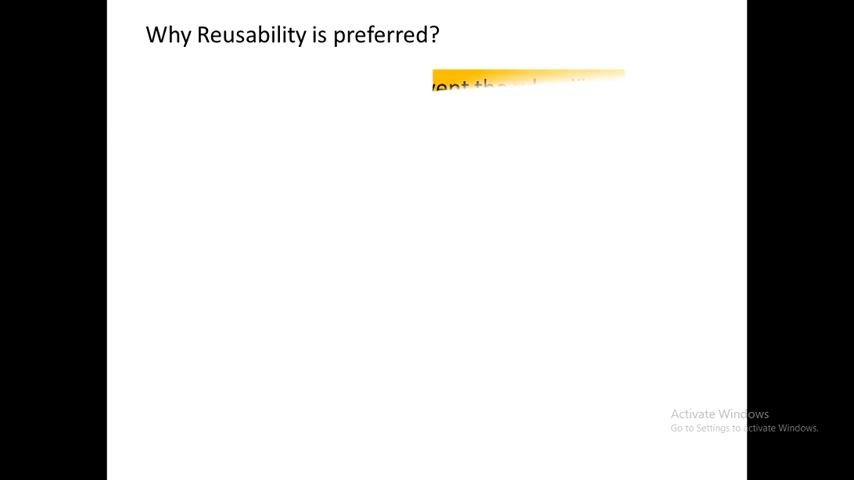 Why Reusability is preferred?
Activate Windows
Go to Settings to activate Windows.